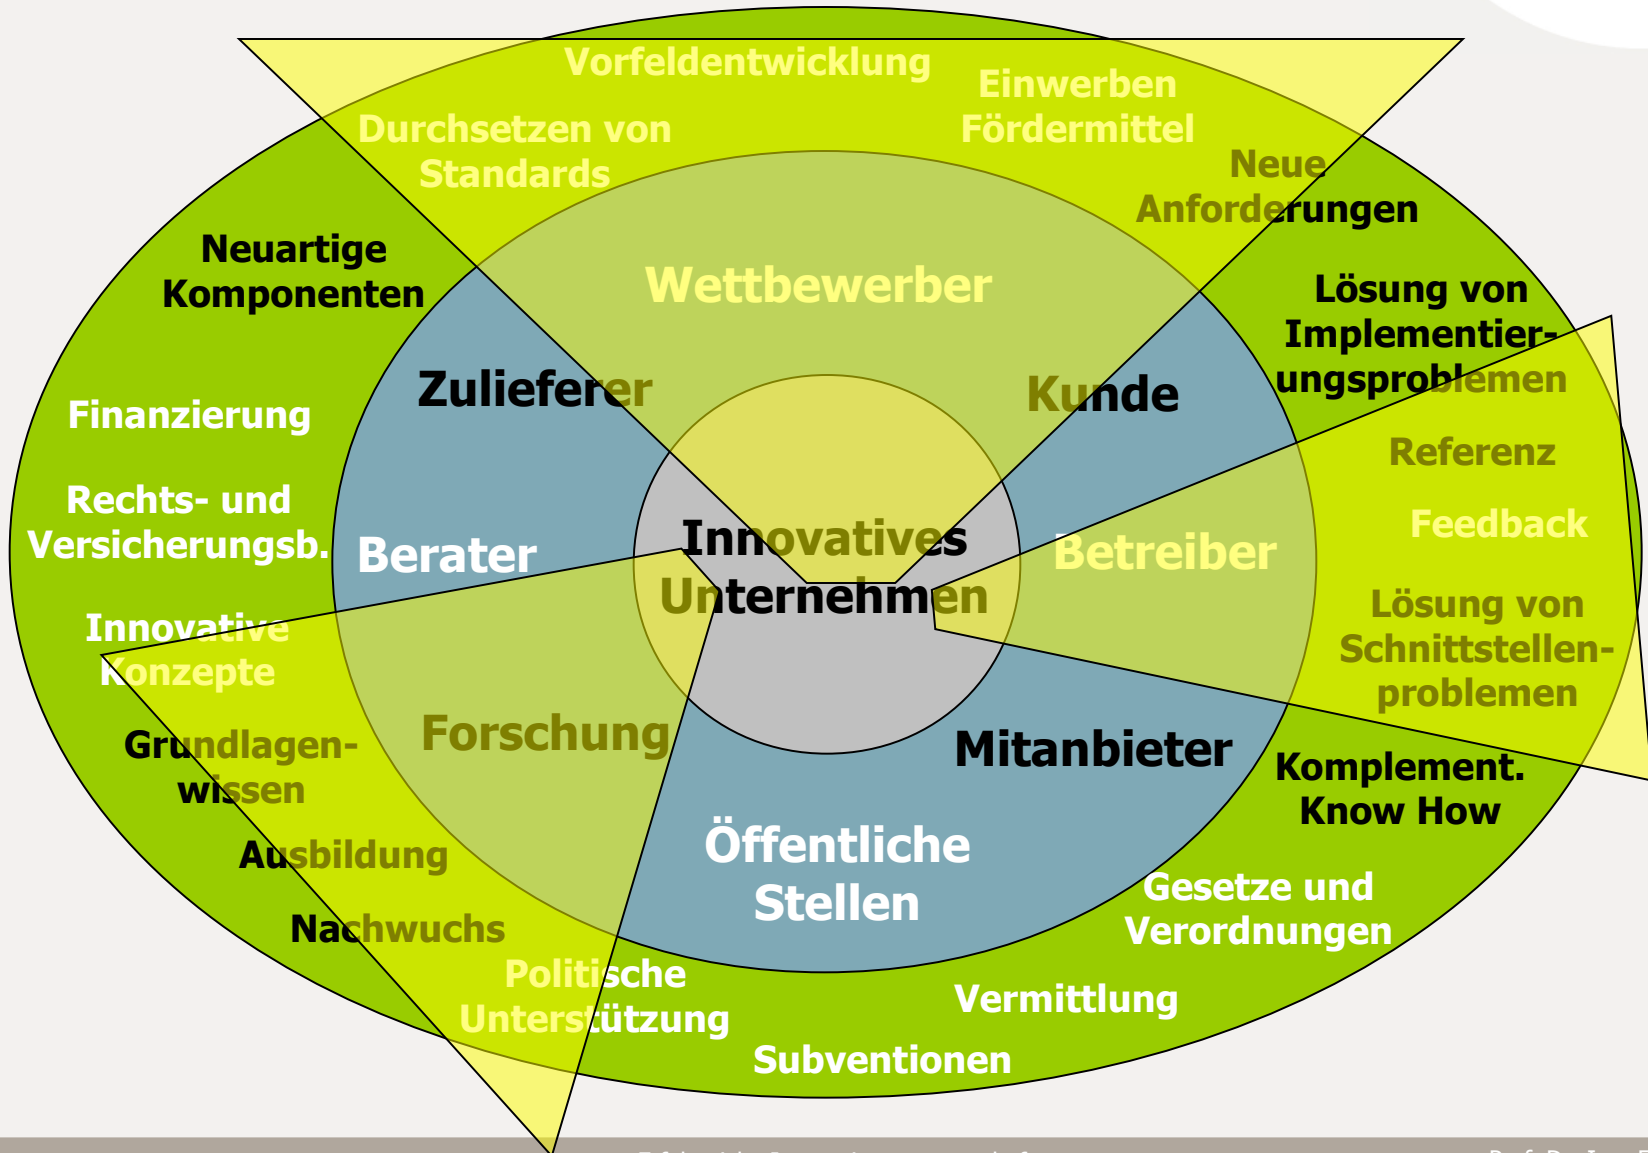 Vorfeldentwicklung
Einwerben
Fördermittel
Durchsetzen von
Standards
Neue
Anforderungen
Neuartige
Komponenten
Wettbewerber
Lösung von
Implementier-
ungsproblemen
Zulieferer
Kunde
Finanzierung
Referenz
Rechts- und
Versicherungsb.
Feedback
Berater
Innovatives
Unternehmen
Betreiber
Innovative
Konzepte
Lösung von
Schnittstellen-
problemen
Forschung
Grundlagen-
wissen
Mitanbieter
Komplement.
Know How
Ausbildung
Öffentliche
Stellen
Gesetze und
Verordnungen
Nachwuchs
Politische
Unterstützung
Vermittlung
Subventionen